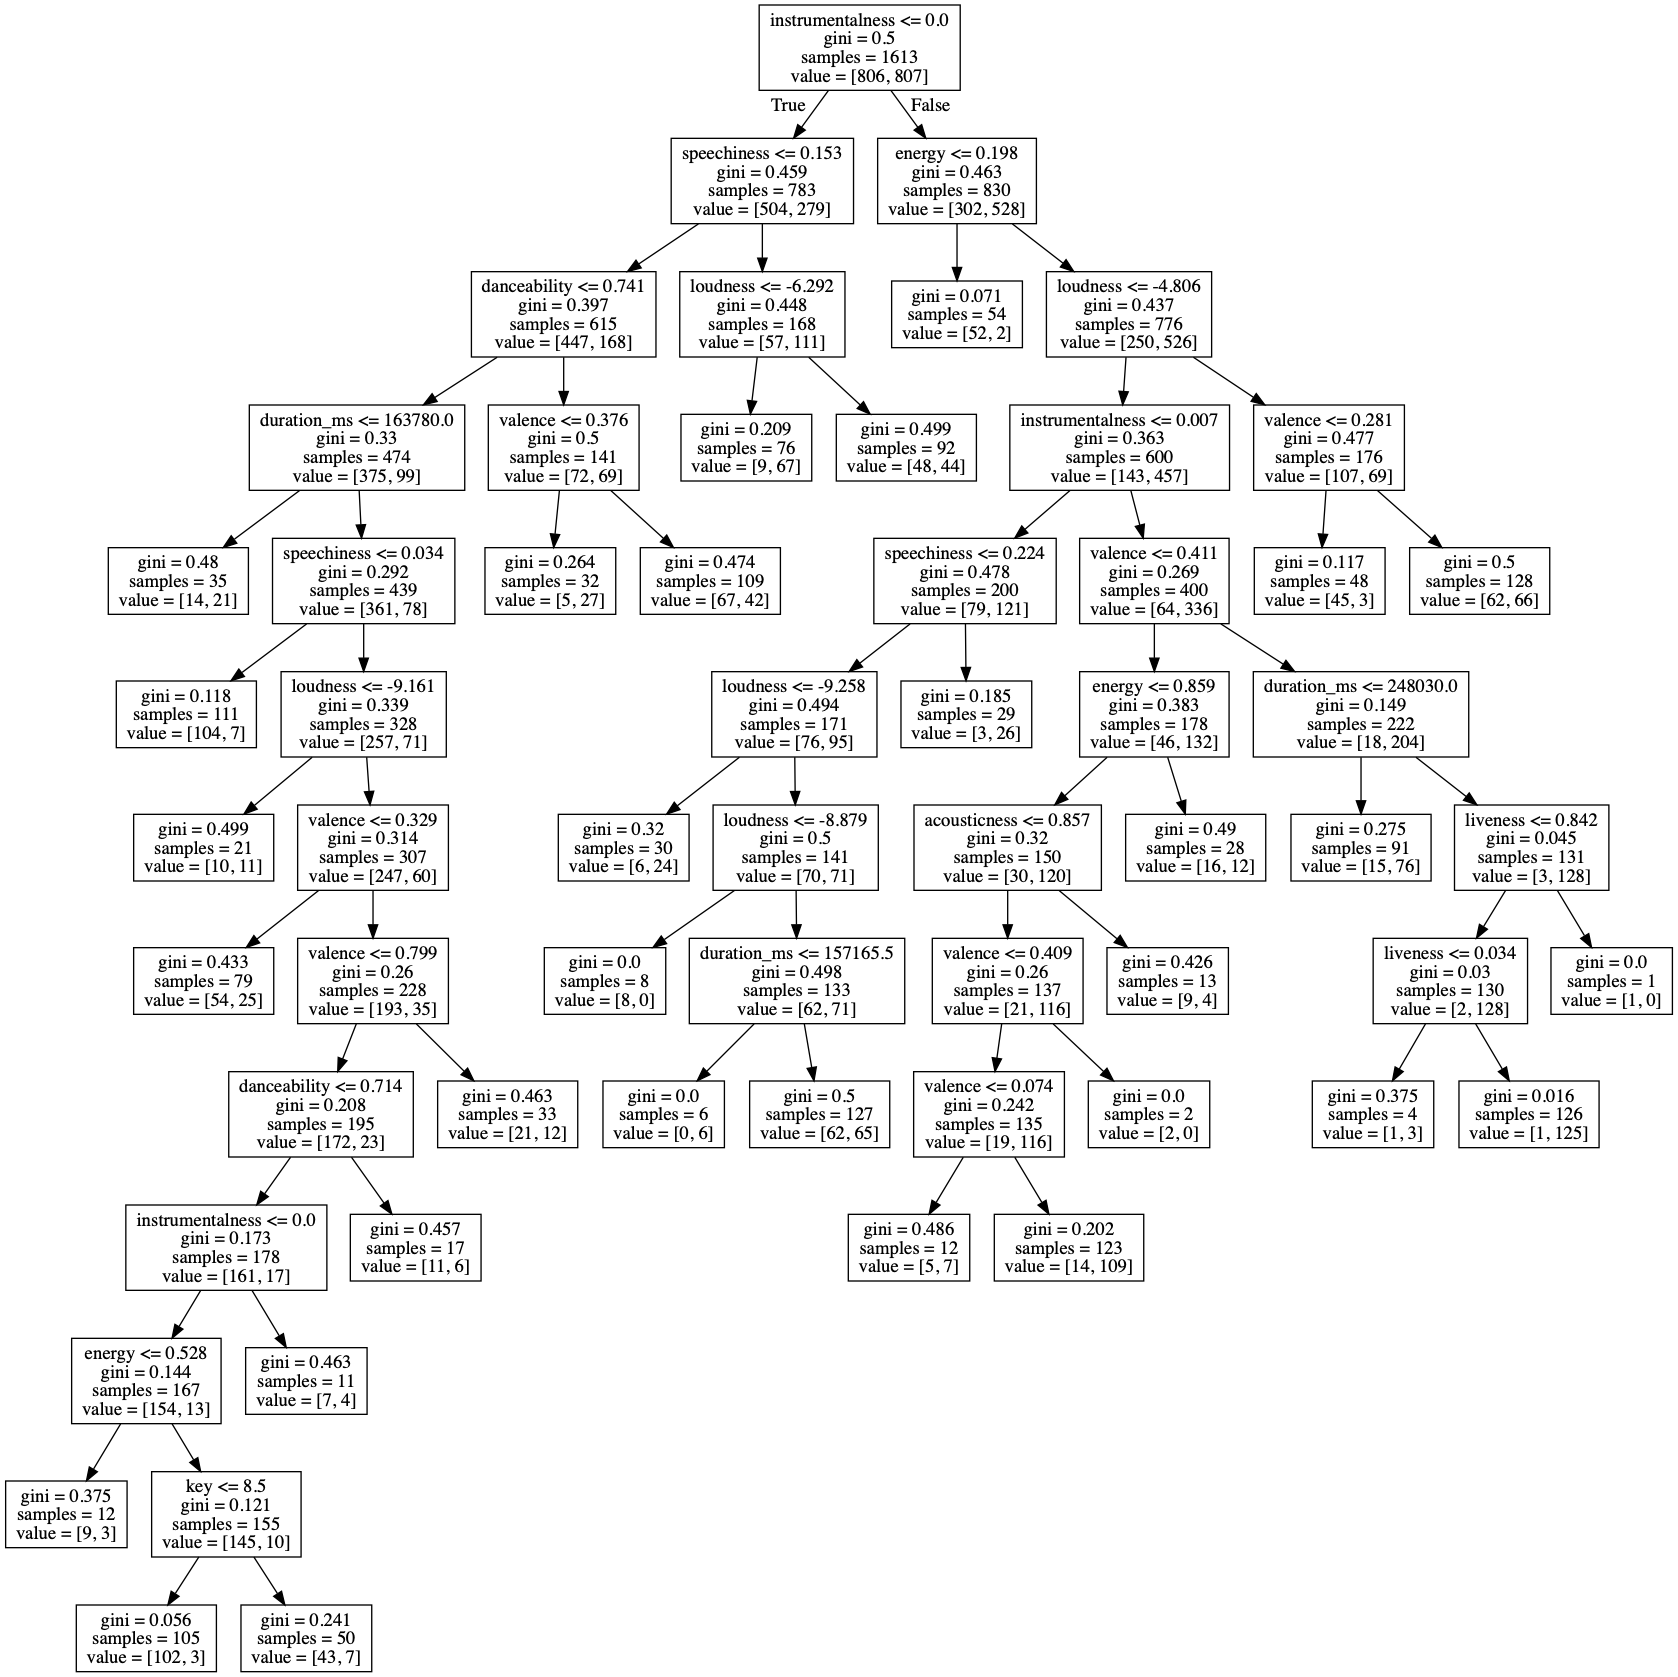 instrumentalness <= 0.0
gini = 0.5
samples = 1613
value = [806, 807]
True
False
speechiness <= 0.153
gini = 0.459
samples = 783
value = [504, 279]
energy <= 0.198
gini = 0.463
samples = 830
value = [302, 528]
danceability <= 0.741
gini = 0.397
samples = 615
value = [447, 168]
loudness <= -6.292
gini = 0.448
samples = 168
value = [57, 111]
gini = 0.071
samples = 54
value = [52, 2]
loudness <= -4.806
gini = 0.437
samples = 776
value = [250, 526]
duration_ms <= 163780.0
gini = 0.33
samples = 474
value = [375, 99]
valence <= 0.376
gini = 0.5
samples = 141
value = [72, 69]
gini = 0.209
samples = 76
value = [9, 67]
gini = 0.499
samples = 92
value = [48, 44]
instrumentalness <= 0.007
gini = 0.363
samples = 600
value = [143, 457]
valence <= 0.281
gini = 0.477
samples = 176
value = [107, 69]
gini = 0.48
samples = 35
value = [14, 21]
speechiness <= 0.034
gini = 0.292
samples = 439
value = [361, 78]
gini = 0.264
samples = 32
value = [5, 27]
gini = 0.474
samples = 109
value = [67, 42]
speechiness <= 0.224
gini = 0.478
samples = 200
value = [79, 121]
valence <= 0.411
gini = 0.269
samples = 400
value = [64, 336]
gini = 0.117
samples = 48
value = [45, 3]
gini = 0.5
samples = 128
value = [62, 66]
gini = 0.118
samples = 111
value = [104, 7]
loudness <= -9.161
gini = 0.339
samples = 328
value = [257, 71]
loudness <= -9.258
gini = 0.494
samples = 171
value = [76, 95]
gini = 0.185
samples = 29
value = [3, 26]
energy <= 0.859
gini = 0.383
samples = 178
value = [46, 132]
duration_ms <= 248030.0
gini = 0.149
samples = 222
value = [18, 204]
gini = 0.499
samples = 21
value = [10, 11]
valence <= 0.329
gini = 0.314
samples = 307
value = [247, 60]
gini = 0.32
samples = 30
value = [6, 24]
loudness <= -8.879
gini = 0.5
samples = 141
value = [70, 71]
acousticness <= 0.857
gini = 0.32
samples = 150
value = [30, 120]
gini = 0.49
samples = 28
value = [16, 12]
gini = 0.275
samples = 91
value = [15, 76]
liveness <= 0.842
gini = 0.045
samples = 131
value = [3, 128]
gini = 0.433
samples = 79
value = [54, 25]
valence <= 0.799
gini = 0.26
samples = 228
value = [193, 35]
gini = 0.0
samples = 8
value = [8, 0]
duration_ms <= 157165.5
gini = 0.498
samples = 133
value = [62, 71]
valence <= 0.409
gini = 0.26
samples = 137
value = [21, 116]
gini = 0.426
samples = 13
value = [9, 4]
liveness <= 0.034
gini = 0.03
samples = 130
value = [2, 128]
gini = 0.0
samples = 1
value = [1, 0]
danceability <= 0.714
gini = 0.208
samples = 195
value = [172, 23]
gini = 0.463
samples = 33
value = [21, 12]
gini = 0.0
samples = 6
value = [0, 6]
gini = 0.5
samples = 127
value = [62, 65]
valence <= 0.074
gini = 0.242
samples = 135
value = [19, 116]
gini = 0.0
samples = 2
value = [2, 0]
gini = 0.375
samples = 4
value = [1, 3]
gini = 0.016
samples = 126
value = [1, 125]
instrumentalness <= 0.0
gini = 0.173
samples = 178
value = [161, 17]
gini = 0.457
samples = 17
value = [11, 6]
gini = 0.486
samples = 12
value = [5, 7]
gini = 0.202
samples = 123
value = [14, 109]
energy <= 0.528
gini = 0.144
samples = 167
value = [154, 13]
gini = 0.463
samples = 11
value = [7, 4]
gini = 0.375
samples = 12
value = [9, 3]
key <= 8.5
gini = 0.121
samples = 155
value = [145, 10]
gini = 0.056
samples = 105
value = [102, 3]
gini = 0.241
samples = 50
value = [43, 7]